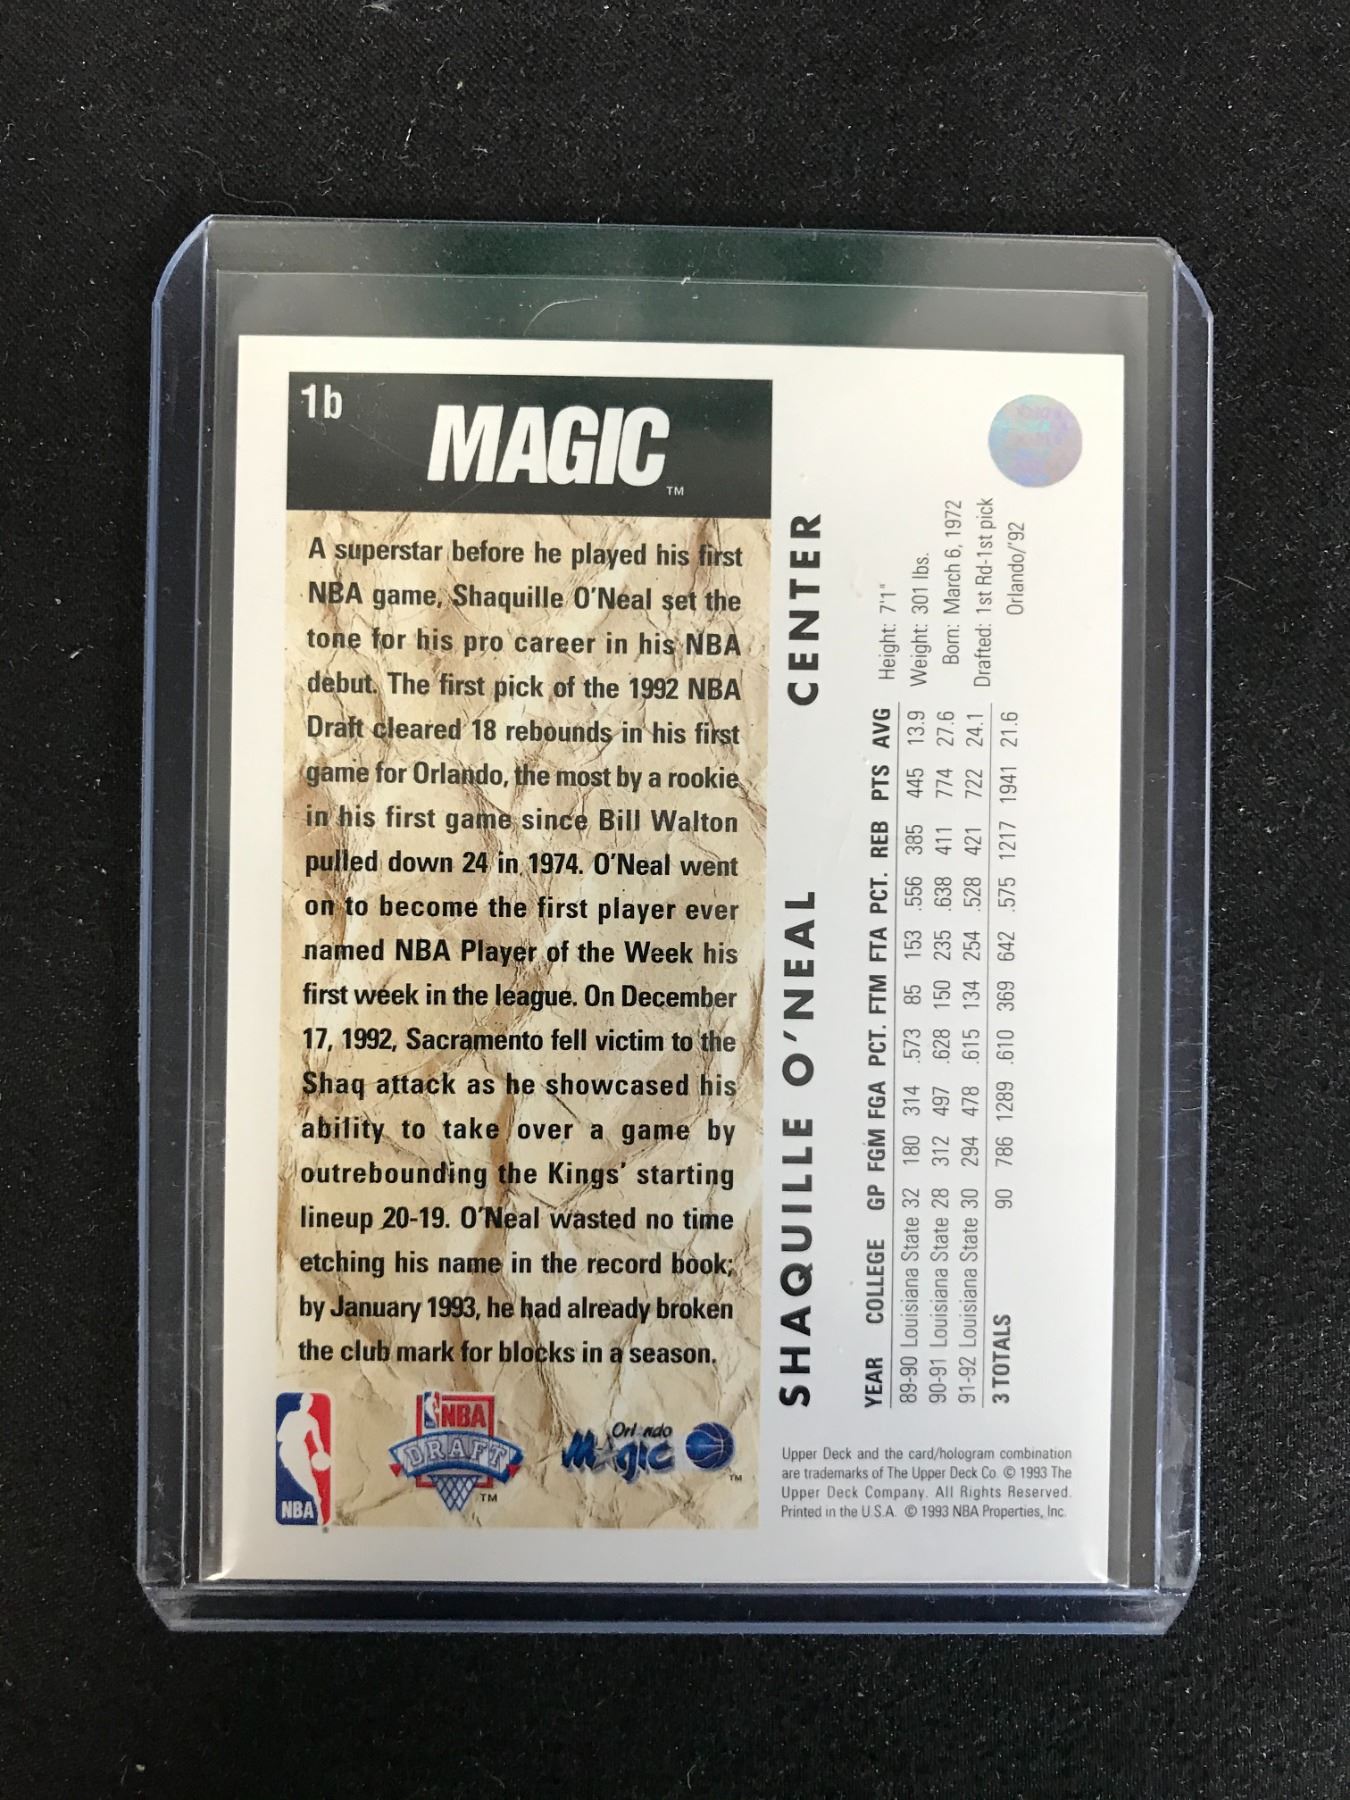 1b
MAGIC
TM
A superstar before he played his first
NBA game, Shaquille O'Neal set the
tone for his pro career in his NBA
debut. The first pick of the 1992 NBA
Draft cleared 18 rebounds in his first
game for Orlando, the most by a rookie
in his first game since Bill Walton
pulled down 24 in 1974. O'Neal went
on to become the first player ever
named NBA Player of the Week his
first week in the league. On December
17, 1992, Sacramento fell victim to the
Shaq attack as he showcased his
ability to take over a game by
outrebounding the Kings' starting
lineup 20-19. O'Neal wasted no time
etching his name in the record book;
by January 1993, he had already broken
the club mark for blocks in a season.
NBA
®
NBA
DRAFT
TM
Orlando
Magic
TM
SHAQUILLE O'NEAL CENTER
Height: 7'1"
Weight: 301 lbs.
Born: March 6, 1972
Drafted: 1st Rd-1st pick
Orlando/'92
YEAR COLLEGE GP FGM FGA PCT. FTM FTA PCT. REB PTS AVG
89-90 Louisiana State 32 180 314 .573 85 153 .556 385 445 13.9
90-91 Louisiana State 28 312 497 .628 150 235 .638 411 774 27.6
91-92 Louisiana State 30 294 478 .615 134 254 .528 421 722 24.1
3 TOTALS 90 786 1289 .610 369 642 .575 1217 1941 21.6
Upper Deck and the card/hologram combination
are trademarks of The Upper Deck Co. © 1993 The
Upper Deck Company. All Rights Reserved.
Printed in the U.S.A. © 1993 NBA Properties, Inc.